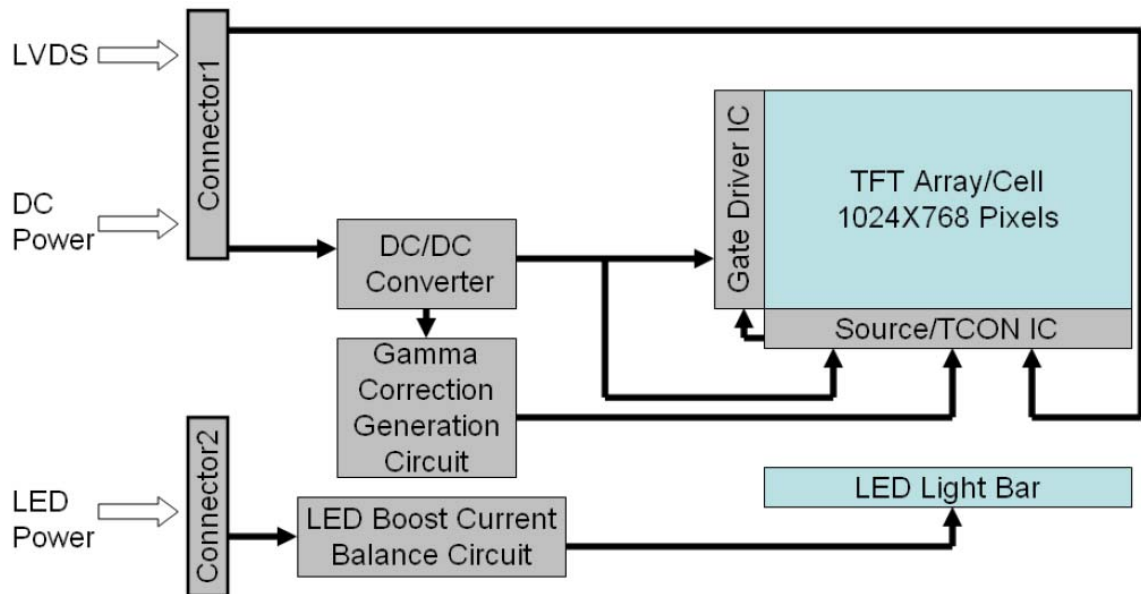 LVDS
Connector1
DC
Power
DC/DC
Converter
Gate Driver IC
TFT Array/Cell
1024X768 Pixels
Source/TCON IC
Gamma
Correction
Generation
Circuit
LED
Power
Connector2
LED Boost Current
Balance Circuit
LED Light Bar